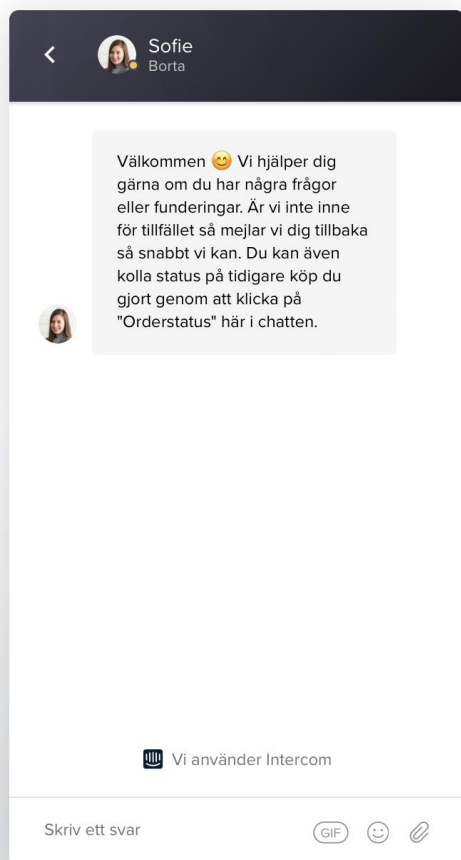 Sofie
Borta
Välkommen 😊 Vi hjälper dig
gärna om du har några frågor
eller funderingar. Är vi inte inne
för tillfället så mejlar vi dig tillbaka
så snabbt vi kan. Du kan även
kolla status på tidigare köp du
gjort genom att klicka på
"Orderstatus" här i chatten.
Vi använder Intercom
Skriv ett svar
GIF